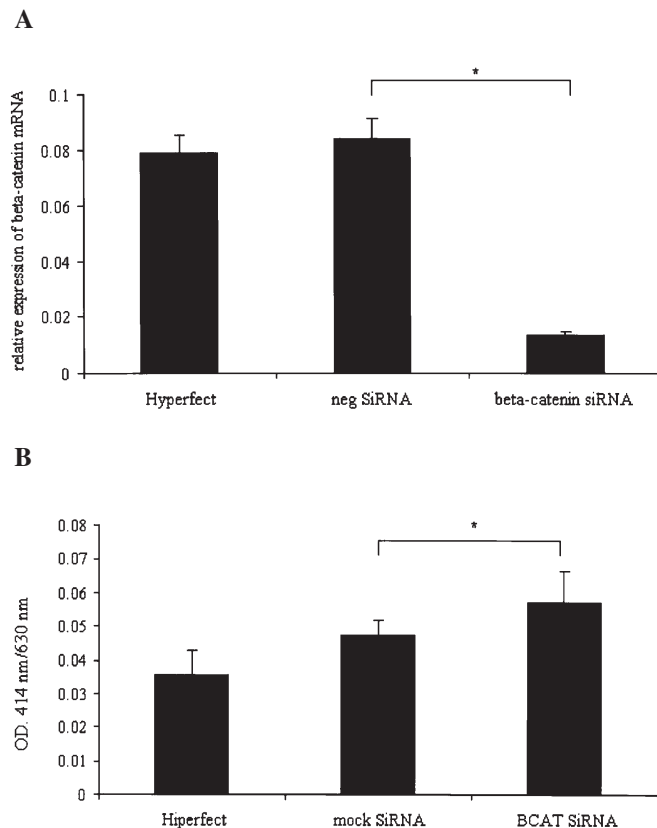 A
*
relative expression of beta-catenin mRNA
0.1
0.08
0.06
0.04
0.02
0
Hyperfect neg SiRNA beta-catenin siRNA
B
*
OD. 414 nm/630 nm
0.08
0.07
0.06
0.05
0.04
0.03
0.02
0.01
0
Hiperfect mock SiRNA BCAT SiRNA